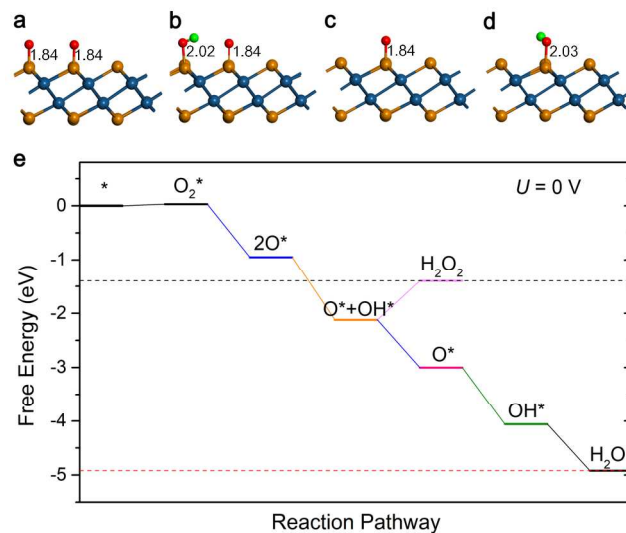 a b c d
1.84 1.84 2.02 1.84 1.84 2.03
e
* O₂* U = 0 V
2O*
H₂O₂
O*+OH*
O*
OH*
H₂O
0
-1
-2
-3
-4
-5
Free Energy (eV)
Reaction Pathway